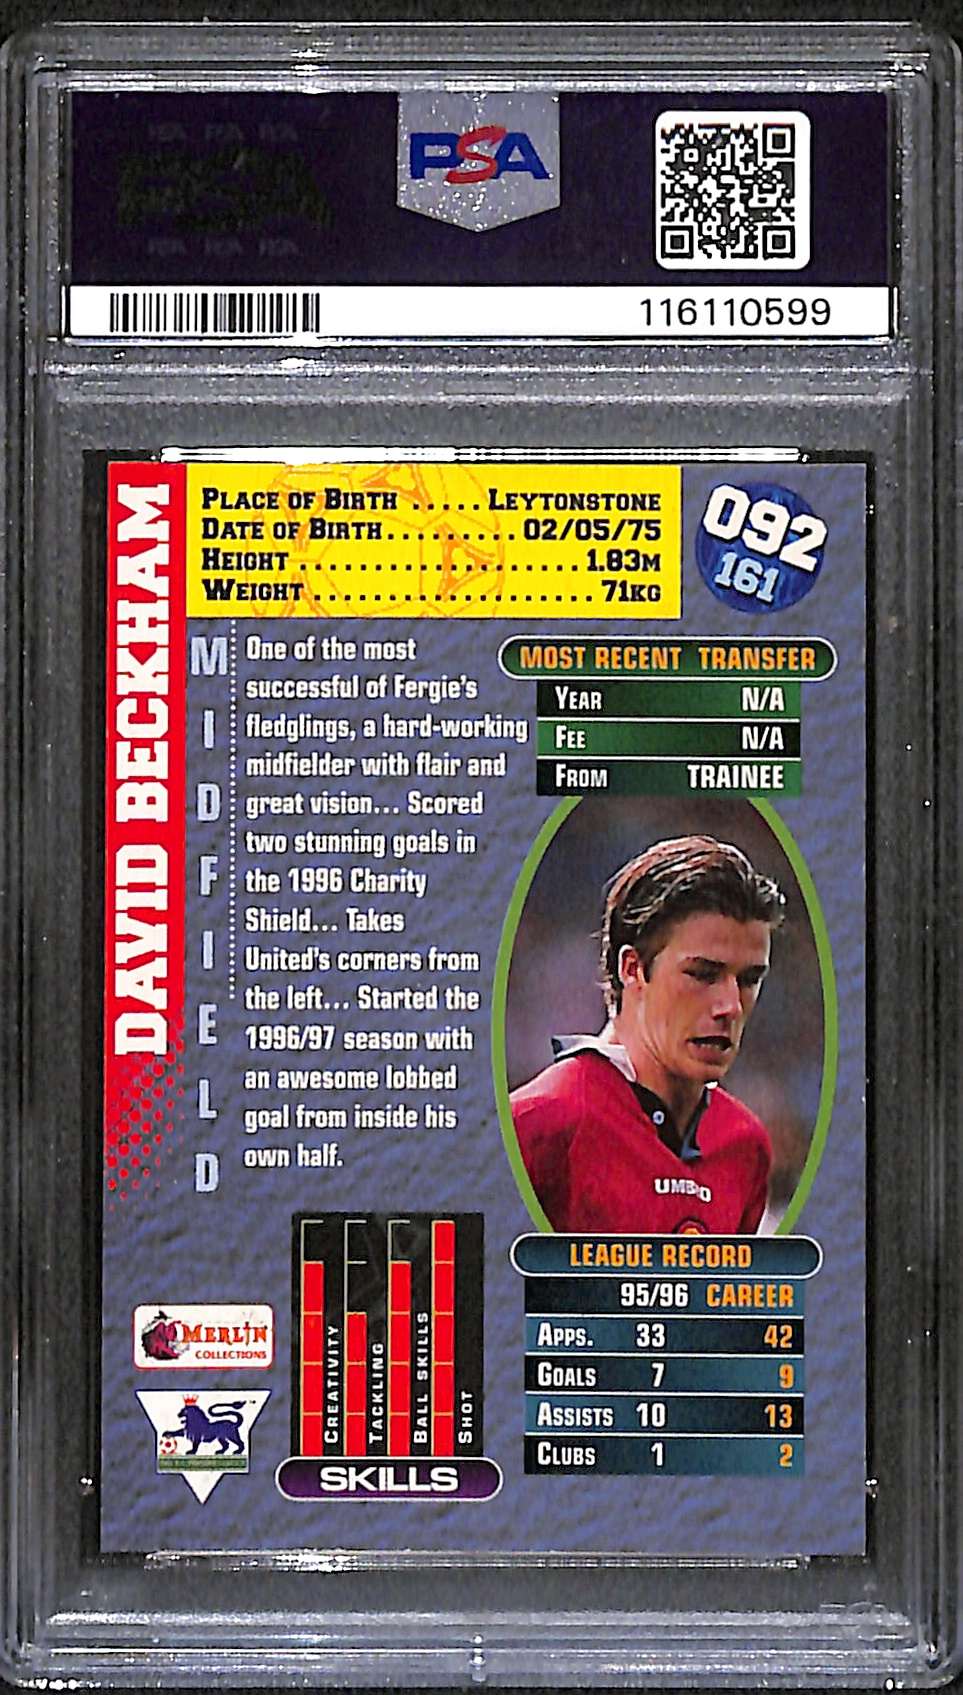 PSA
116110599
DAVID BECKHAM
PLACE OF BIRTH ..... LEYTONSTONE
DATE OF BIRTH......... 02/05/75
HEIGHT ................... 1.83M
WEIGHT ................... 71KG
092
161
MIDFIELD
One of the most
successful of Fergie's
fledglings, a hard-working
midfielder with flair and
great vision... Scored
two stunning goals in
the 1996 Charity
Shield... Takes
United's corners from
the left... Started the
1996/97 season with
an awesome lobbed
goal from inside his
own half.
MOST RECENT TRANSFER
YEAR N/A
FEE N/A
FROM TRAINEE
UMBRO
LEAGUE RECORD
95/96 CAREER
APPS. 33 42
GOALS 7 9
ASSISTS 10 13
CLUBS 1 2
CREATIVITY
TACKLING
BALL SKILLS
SHOT
SKILLS
MERLIN
COLLECTIONS